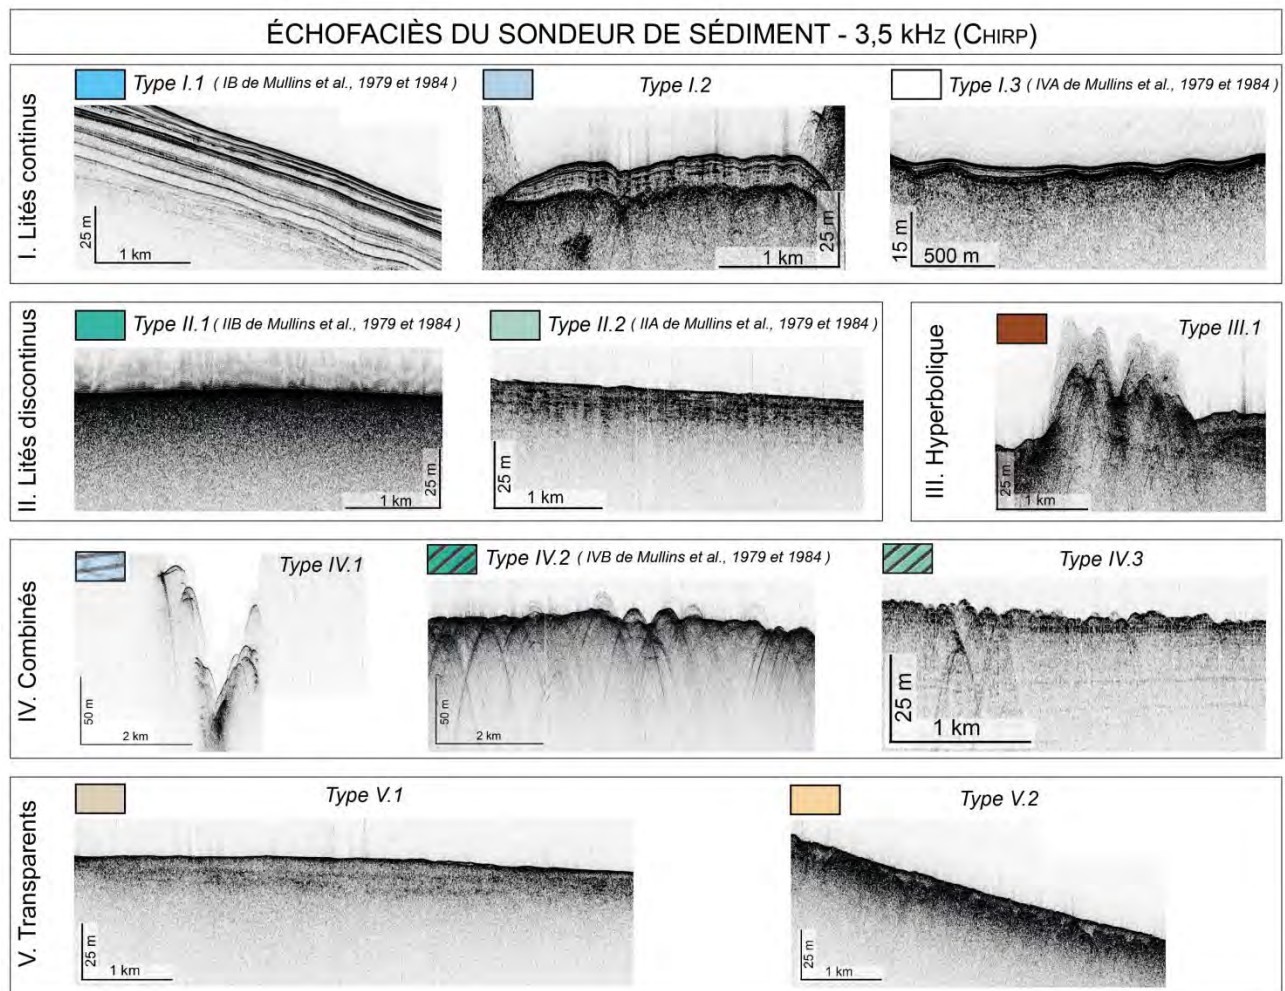 ÉCHOFACIÈS DU SONDEUR DE SÉDIMENT - 3,5 kHz (CHIRP)
I. Lités continus
Type I.1 ( IB de Mullins et al., 1979 et 1984 )
25 m
1 km
Type I.2
1 km
25 m
Type I.3 ( IVA de Mullins et al., 1979 et 1984 )
15 m
500 m
II. Lités discontinus
Type II.1 ( IIB de Mullins et al., 1979 et 1984 )
1 km
25 m
Type II.2 ( IIA de Mullins et al., 1979 et 1984 )
25 m
1 km
III. Hyperbolique
Type III.1
25 m
1 km
IV. Combinés
Type IV.1
50 m
2 km
Type IV.2 ( IVB de Mullins et al., 1979 et 1984 )
50 m
2 km
Type IV.3
25 m
1 km
V. Transparents
Type V.1
25 m
1 km
Type V.2
25 m
1 km